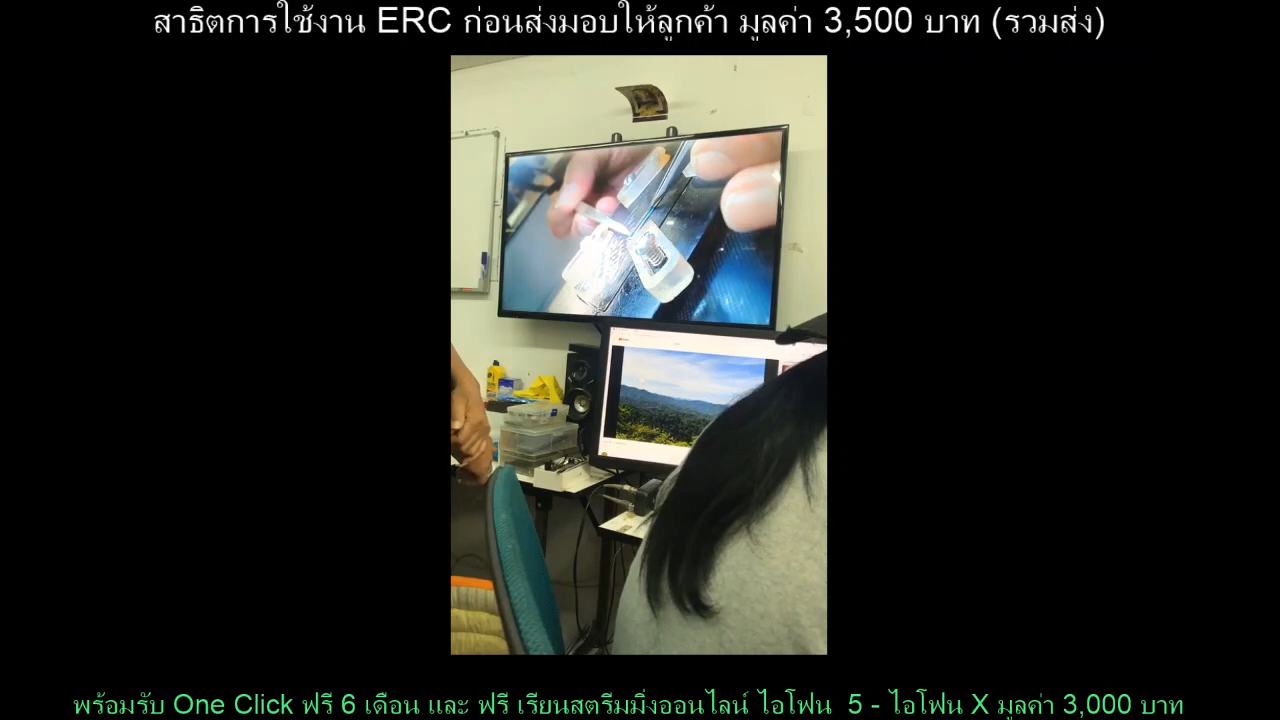 สาธิตการใช้งาน ERC ก่อนส่งมอบให้ลูกค้า มูลค่า 3,500 บาท (รวมส่ง)
พร้อมรับ One Click ฟรี 6 เดือน และ ฟรี เรียนสตรีมมิ่งออนไลน์ ไอโฟน 5 - ไอโฟน X มูลค่า 3,000 บาท